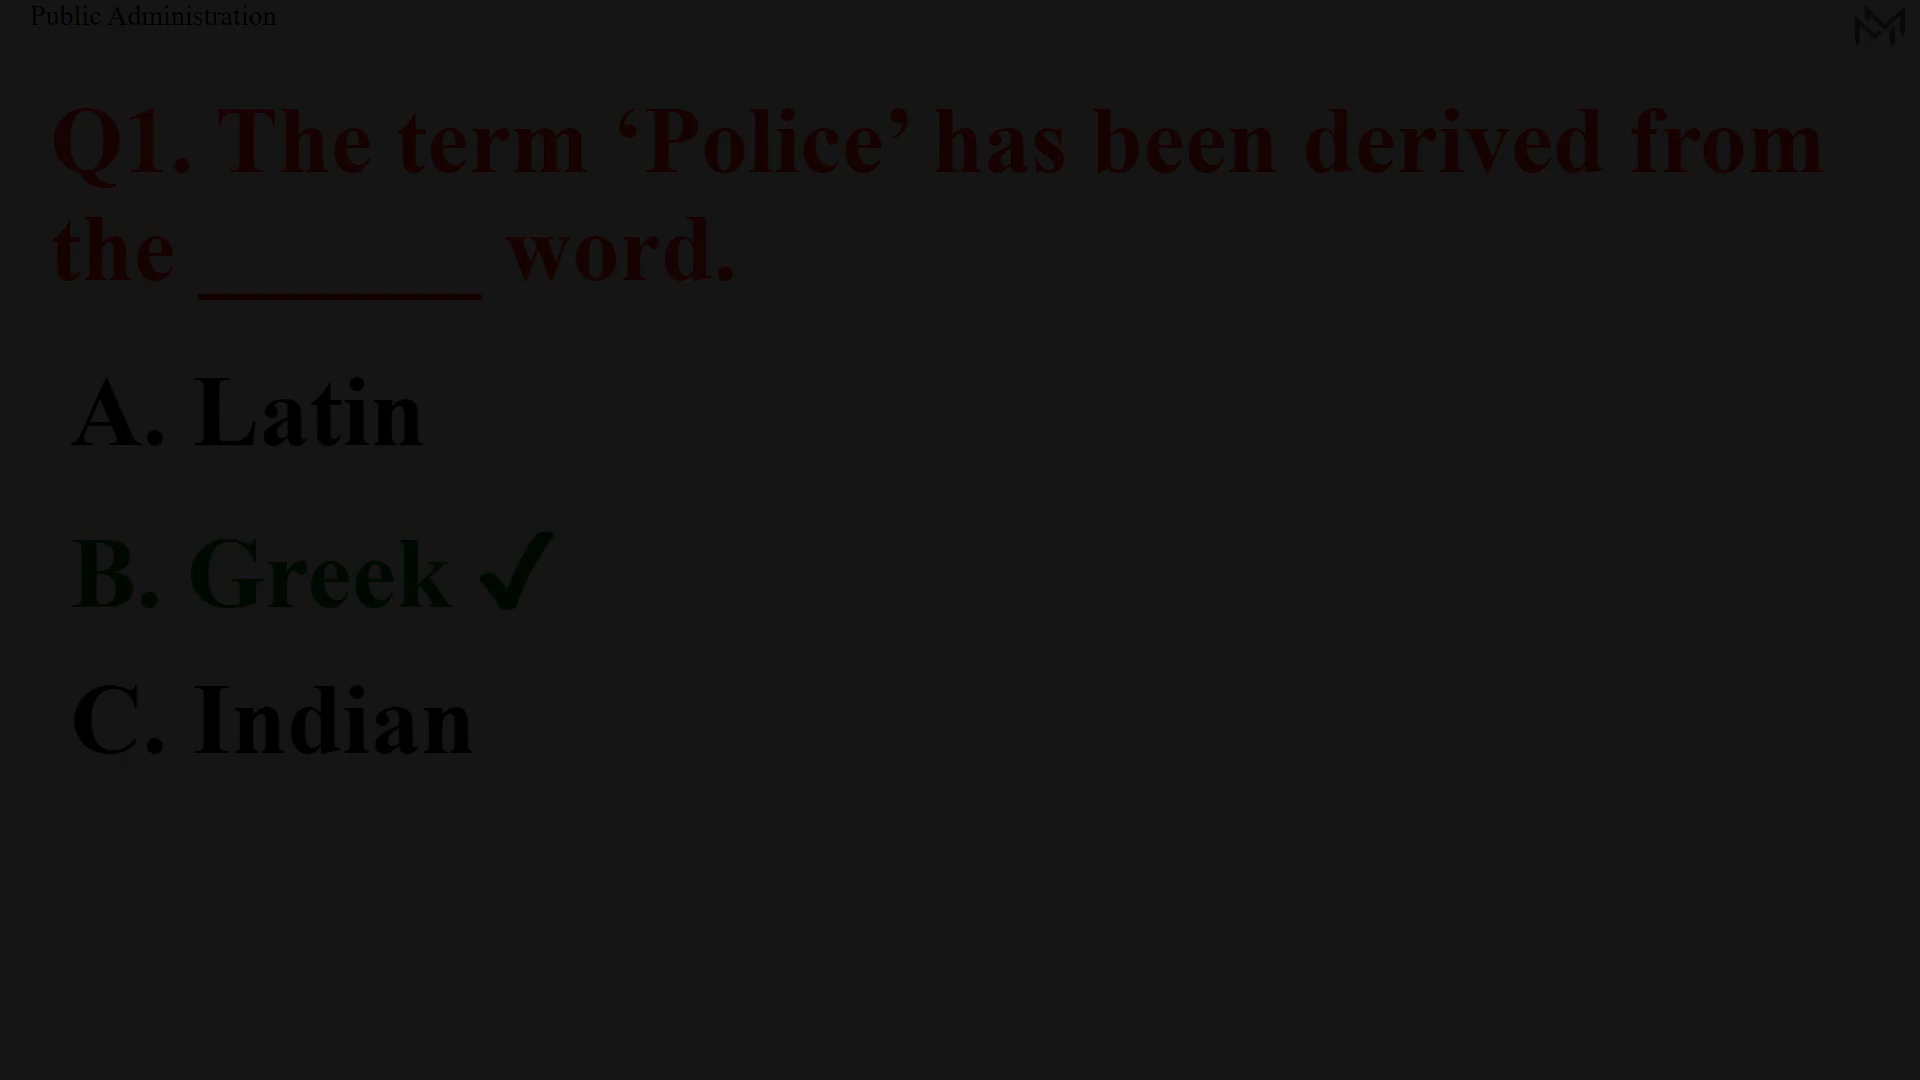 Public Administration
Q1. The term ‘Police’ has been derived from
the ______ word.
A. Latin
B. Greek ✓
C. Indian